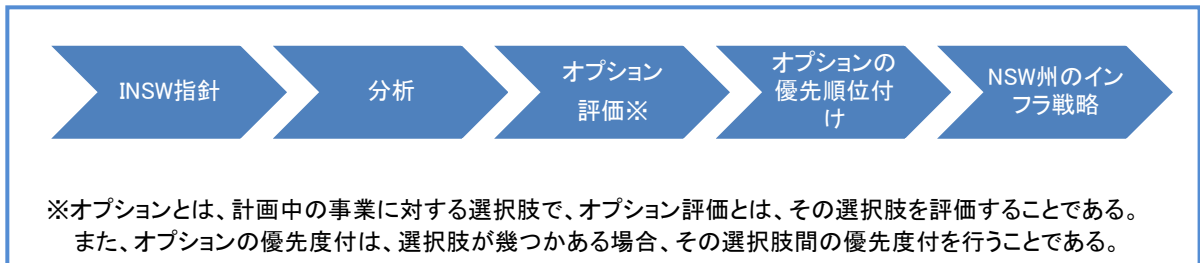 INSW指針
分析
オプション
評価※
オプションの
優先順位付
け
NSW州のイン
フラ戦略
※オプションとは、計画中の事業に対する選択肢で、オプション評価とは、その選択肢を評価することである。
また、オプションの優先度付は、選択肢が幾つかある場合、その選択肢間の優先度付を行うことである。